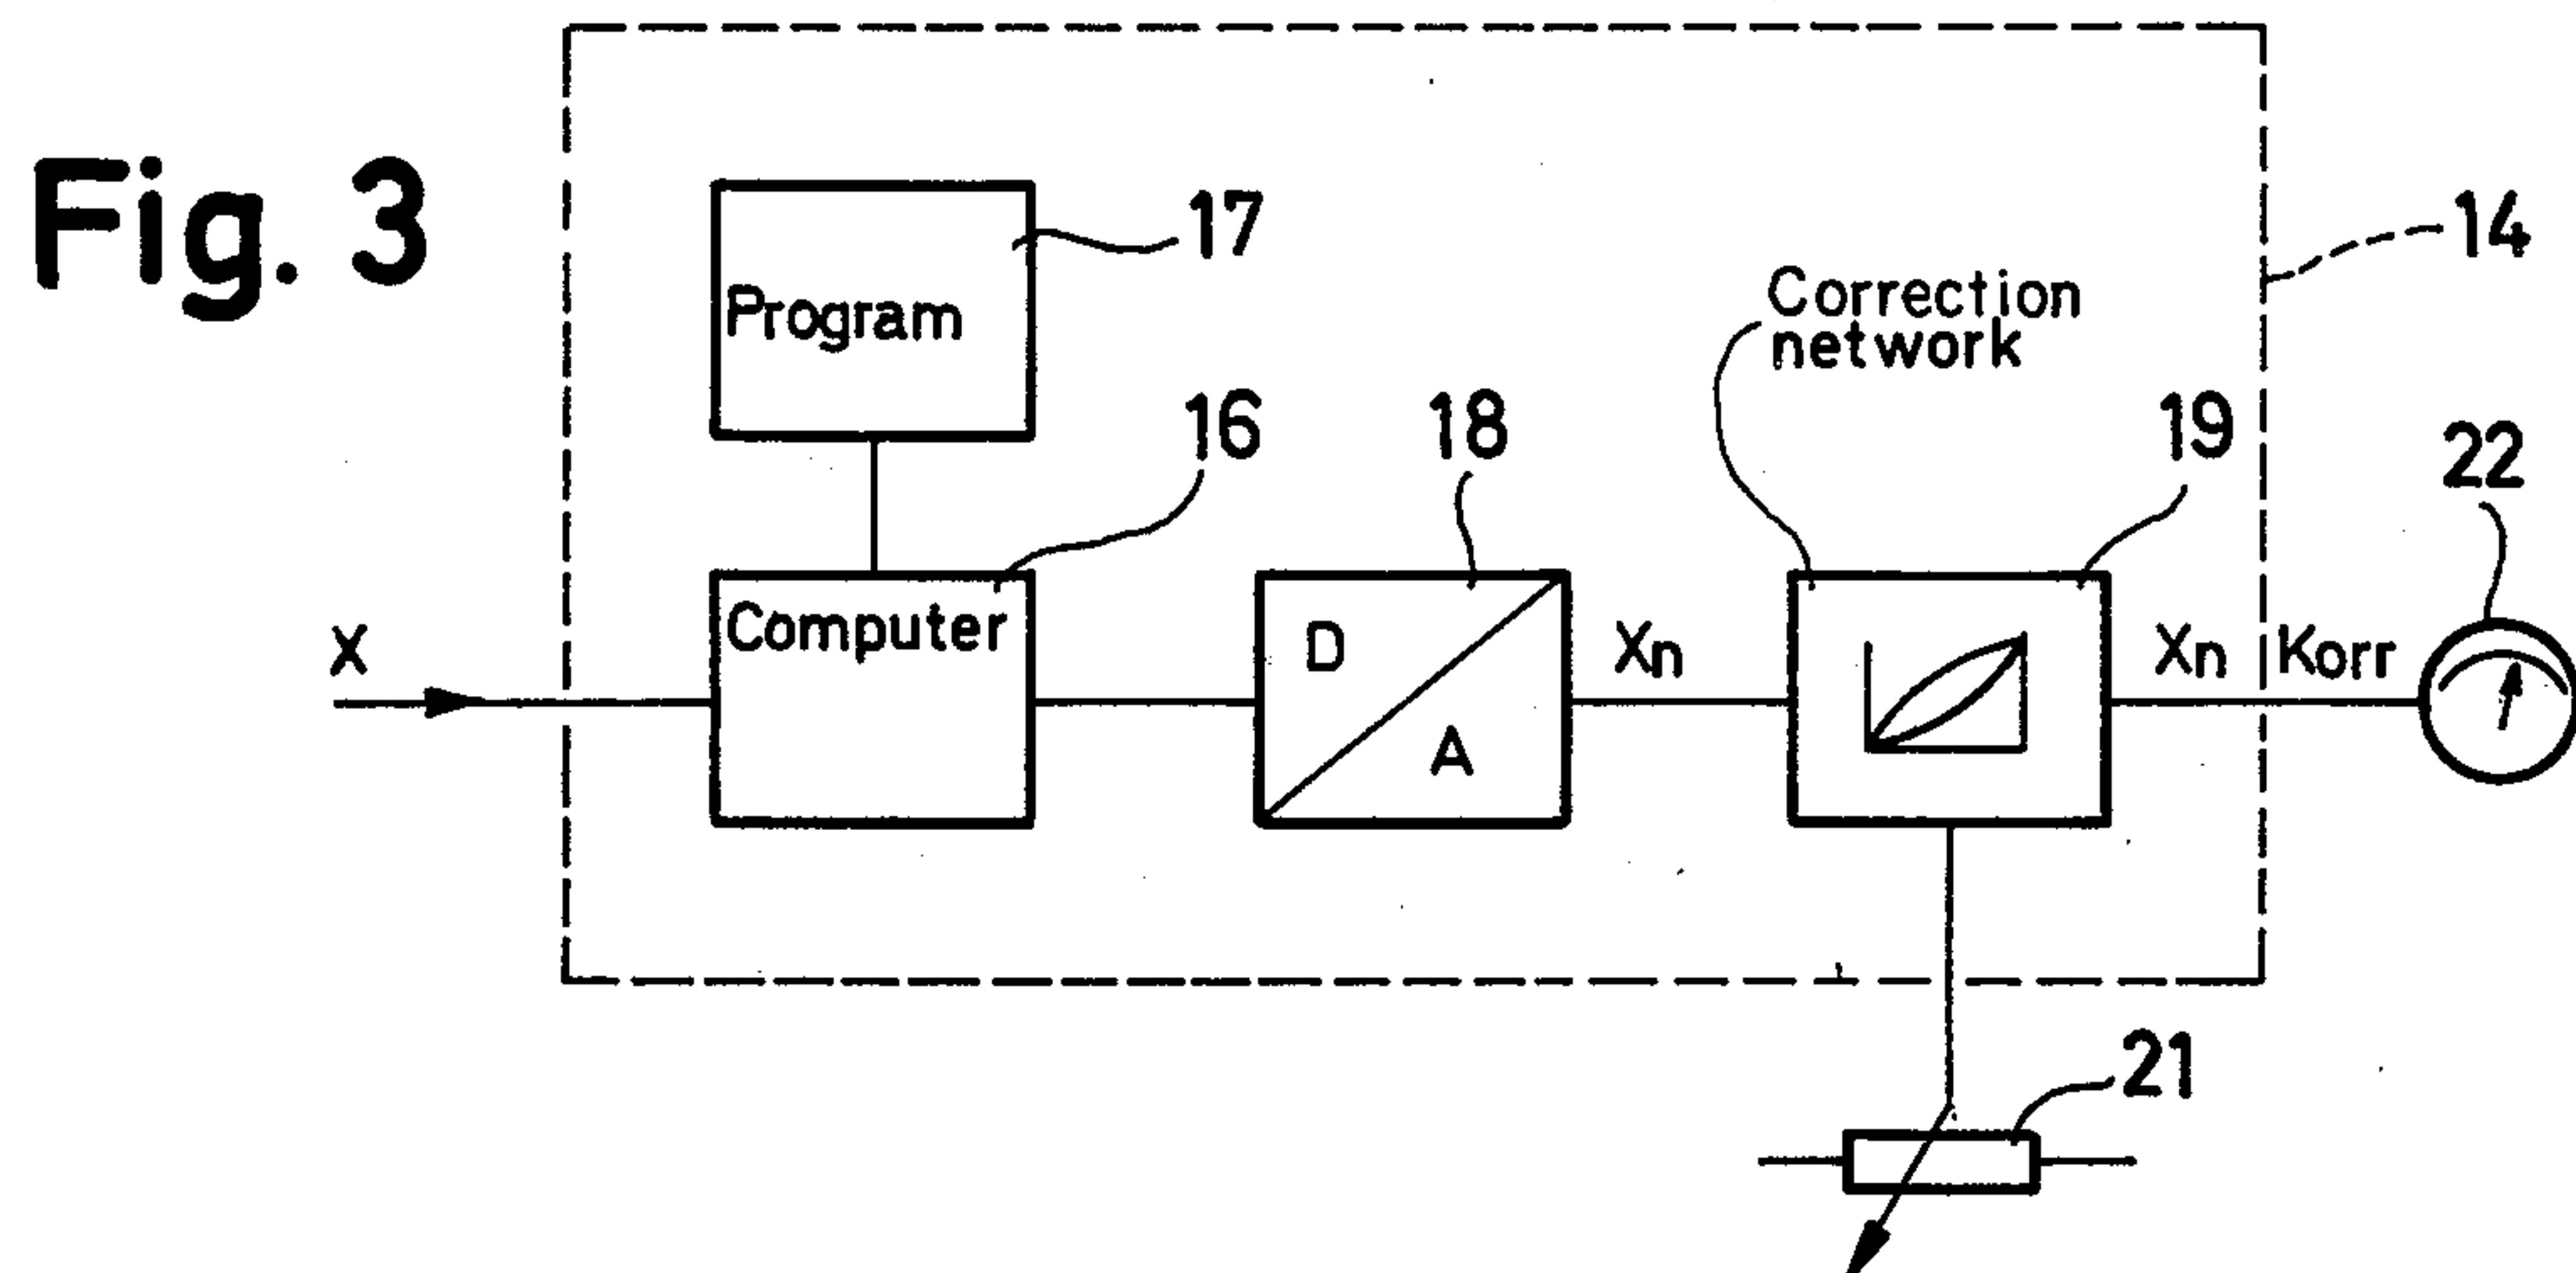 Fig. 3
17
14
Program
Correction
network
16
18
19
22
Computer
X
D
A
Xn
Xn Korr
21